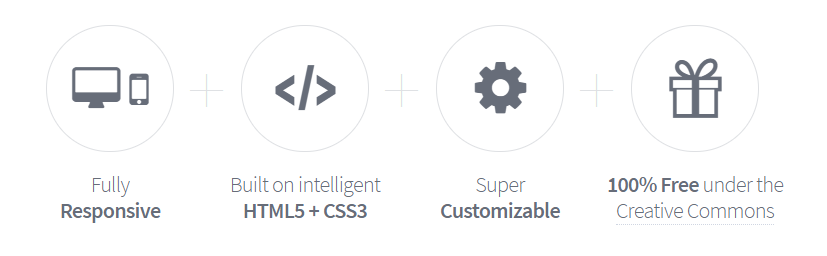 Fully
Responsive
Built on intelligent
HTML5 + CSS3
Super
Customizable
100% Free under the
Creative Commons